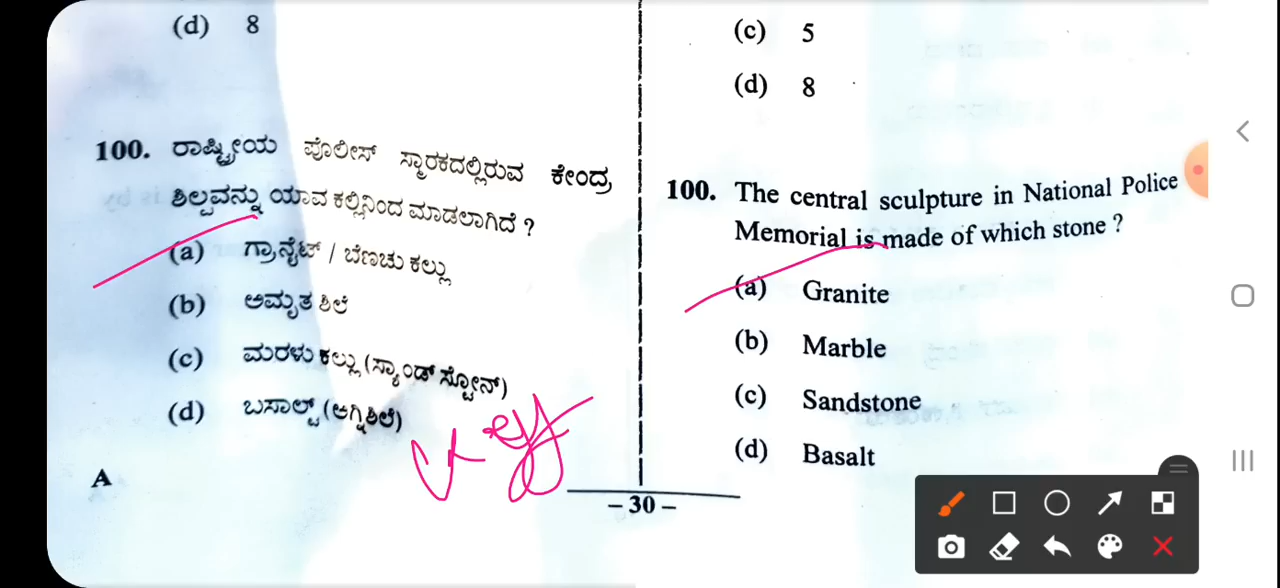 (d) 8
100. ರಾಷ್ಟ್ರೀಯ ಪೊಲೀಸ್ ಸ್ಮಾರಕದಲ್ಲಿರುವ ಕೇಂದ್ರ
ಶಿಲ್ಪವನ್ನು ಯಾವ ಕಲ್ಲಿನಿಂದ ಮಾಡಲಾಗಿದೆ ?
(a) ಗ್ರಾನೈಟ್ / ಬೆಣಚು ಕಲ್ಲು
(b) ಅಮೃತ ಶಿಲೆ
(c) ಮರಳು ಕಲ್ಲು (ಸ್ಯಾಂಡ್ ಸ್ಟೋನ್)
(d) ಬಸಾಲ್ಟ್ (ಅಗ್ನಿಶಿಲೆ)
A
(c) 5
(d) 8
100. The central sculpture in National Police
Memorial is made of which stone ?
(a) Granite
(b) Marble
(c) Sandstone
(d) Basalt
– 30 –